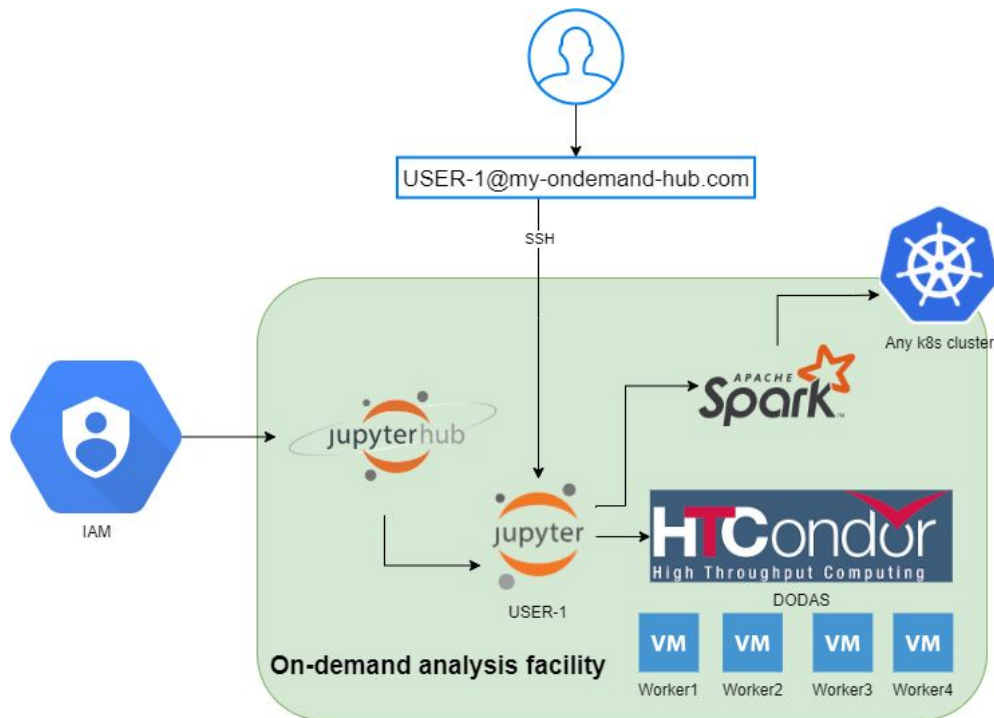 USER-1@my-ondemand-hub.com
SSH
Any k8s cluster
APACHE
Spark™
jupyterhub
IAM
jupyter
USER-1
HTCondor
High Throughput Computing
DODAS
VM VM VM VM
Worker1 Worker2 Worker3 Worker4
On-demand analysis facility